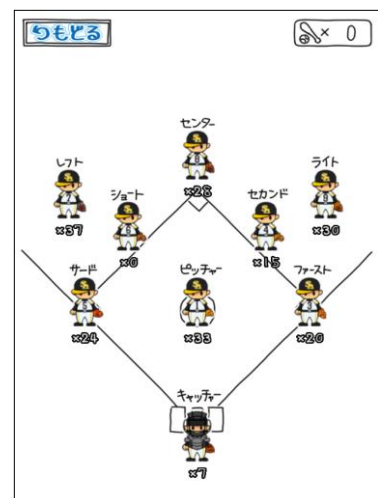 もどる
× 0
センター
×28
レフト
×37
ライト
×30
ショート
×0
セカンド
×15
サード
×24
ピッチャー
×33
ファースト
×20
キャッチャー
×7